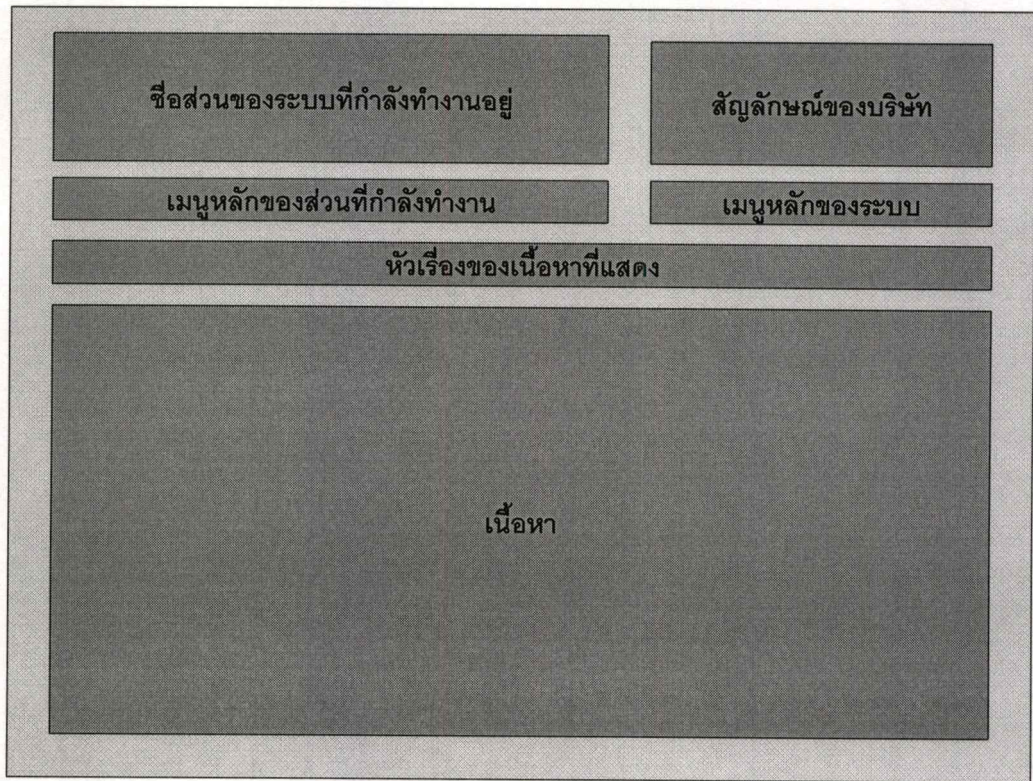 ชื่อส่วนของระบบที่กำลังทำงานอยู่
สัญลักษณ์ของบริษัท
เมนูหลักของส่วนที่กำลังทำงาน
เมนูหลักของระบบ
หัวเรื่องของเนื้อหาที่แสดง
เนื้อหา